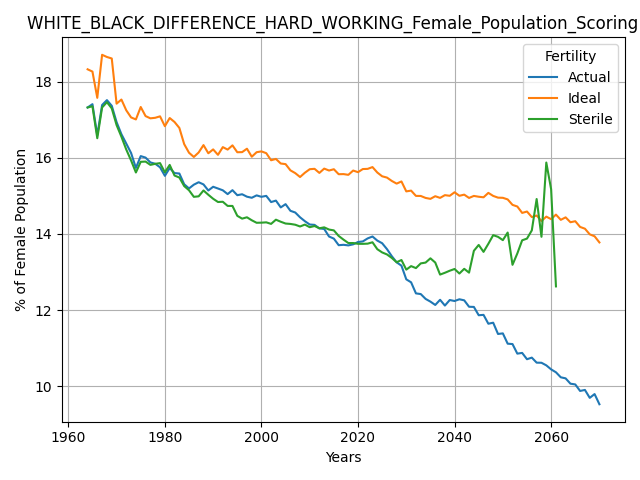 WHITE_BLACK_DIFFERENCE_HARD_WORKING_Female_Population_Scoring
Fertility
Actual
Ideal
Sterile
% of Female Population
18
16
14
12
10
1960
1980
2000
2020
2040
2060
Years